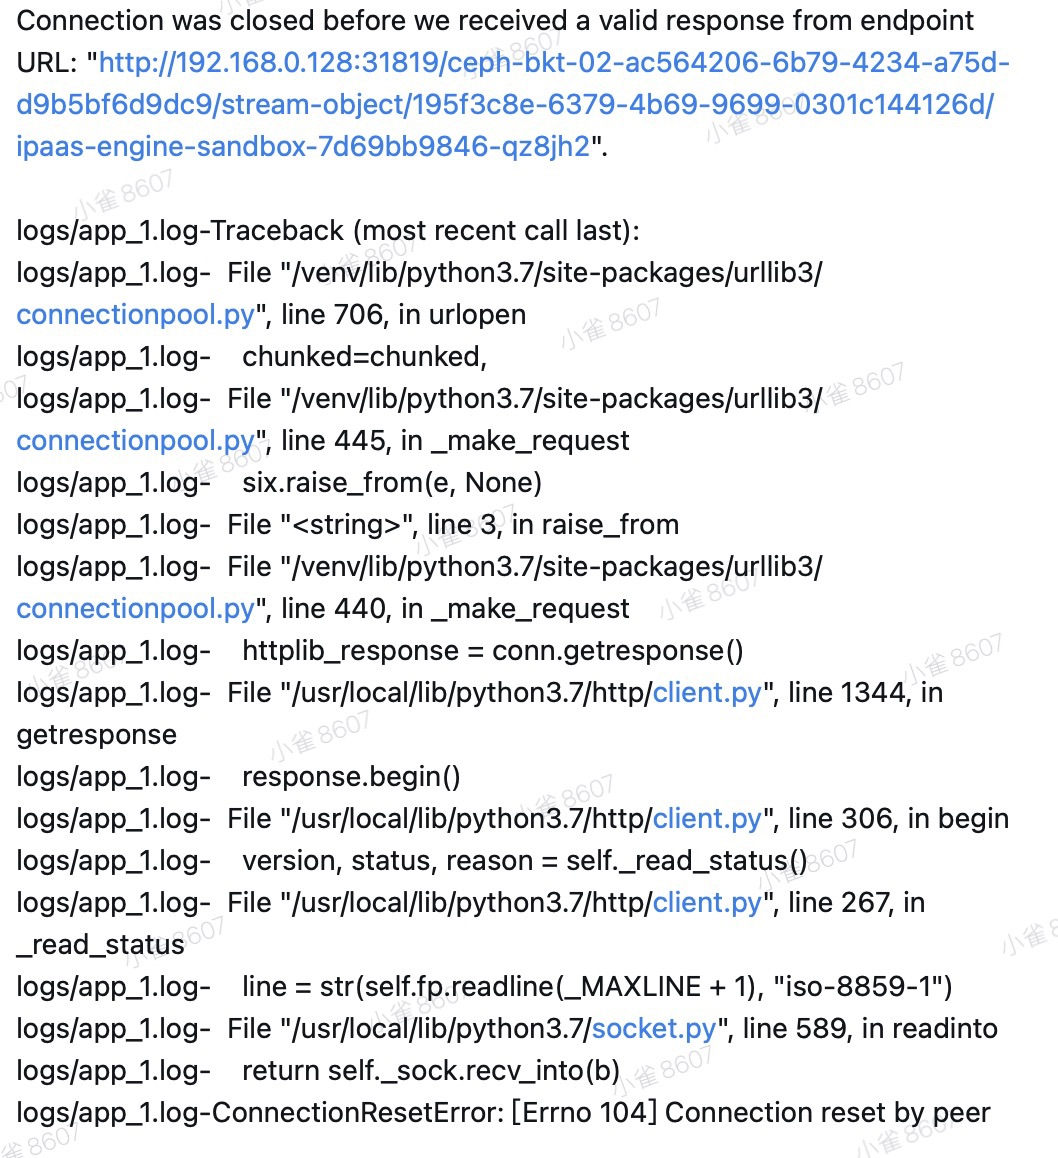 Connection was closed before we received a valid response from endpoint
URL: "http://192.168.0.128:31819/ceph-bkt-02-ac564206-6b79-4234-a75d-
d9b5bf6d9dc9/stream-object/195f3c8e-6379-4b69-9699-0301c144126d/
ipaas-engine-sandbox-7d69bb9846-qz8jh2".
logs/app_1.log-Traceback (most recent call last):
logs/app_1.log-  File "/venv/lib/python3.7/site-packages/urllib3/
connectionpool.py", line 706, in urlopen
logs/app_1.log-    chunked=chunked,
logs/app_1.log-  File "/venv/lib/python3.7/site-packages/urllib3/
connectionpool.py", line 445, in _make_request
logs/app_1.log-    six.raise_from(e, None)
logs/app_1.log-  File "<string>", line 3, in raise_from
logs/app_1.log-  File "/venv/lib/python3.7/site-packages/urllib3/
connectionpool.py", line 440, in _make_request
logs/app_1.log-    httplib_response = conn.getresponse()
logs/app_1.log-  File "/usr/local/lib/python3.7/http/client.py", line 1344, in
getresponse
logs/app_1.log-    response.begin()
logs/app_1.log-  File "/usr/local/lib/python3.7/http/client.py", line 306, in begin
logs/app_1.log-    version, status, reason = self._read_status()
logs/app_1.log-  File "/usr/local/lib/python3.7/http/client.py", line 267, in
_read_status
logs/app_1.log-    line = str(self.fp.readline(_MAXLINE + 1), "iso-8859-1")
logs/app_1.log-  File "/usr/local/lib/python3.7/socket.py", line 589, in readinto
logs/app_1.log-    return self._sock.recv_into(b)
logs/app_1.log-ConnectionResetError: [Errno 104] Connection reset by peer
小雀 8607